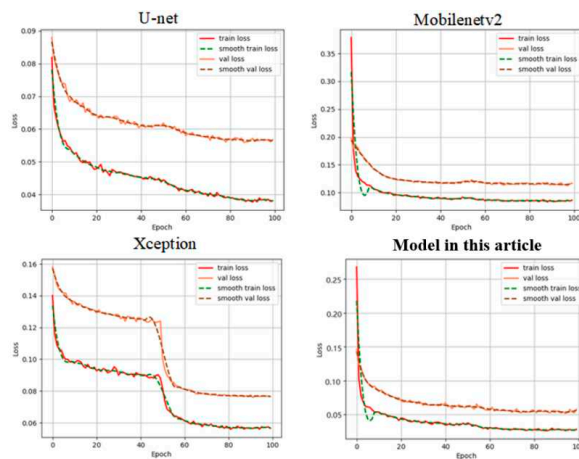 U-net
0.09
0.08
0.07
0.06
0.05
0.04
Loss
0
20
40
60
80
100
Epoch
train loss
val loss
smooth train loss
smooth val loss
Mobilenetv2
0.35
0.30
0.25
0.20
0.15
0.10
Loss
0
20
40
60
80
100
Epoch
train loss
val loss
smooth train loss
smooth val loss
Xception
0.16
0.14
0.12
0.10
0.08
0.06
Loss
0
20
40
60
80
100
Epoch
train loss
val loss
smooth train loss
smooth val loss
Model in this article
0.25
0.20
0.15
0.10
0.05
Loss
0
20
40
60
80
100
Epoch
train loss
val loss
smooth train loss
smooth val loss